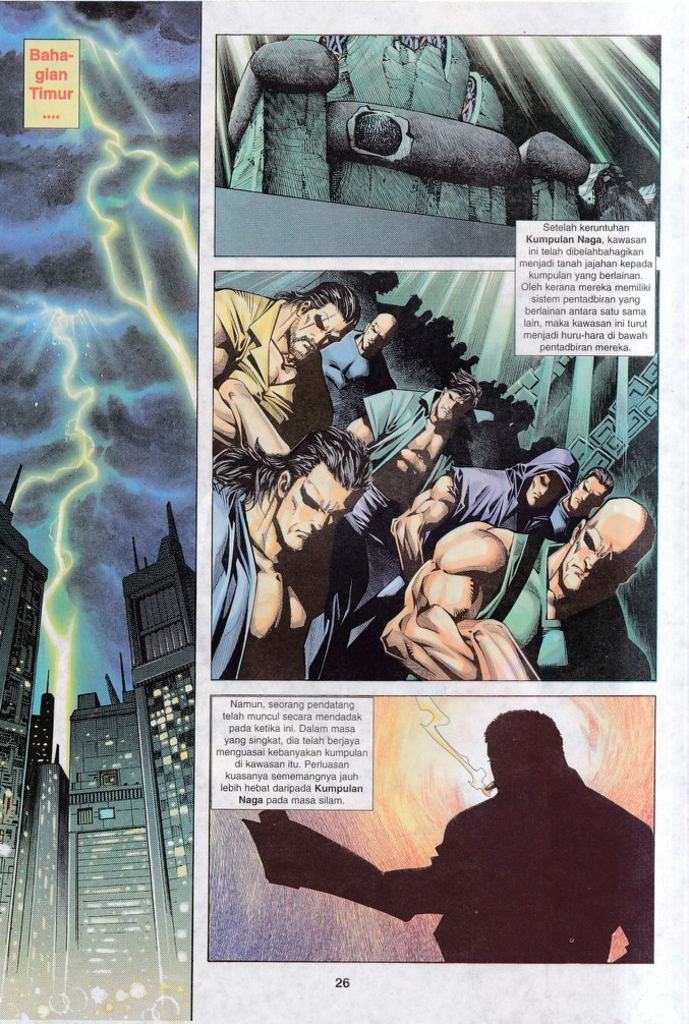 Baha-
gian
Timur
....
Setelah keruntuhan
Kumpulan Naga, kawasan
ini telah dibelahbahagikan
menjadi tanah jajahan kepada
kumpulan yang berlainan.
Oleh kerana mereka memiliki
sistem pentadbiran yang
berlainan antara satu sama
lain, maka kawasan ini turut
menjadi huru-hara di bawah
pentadbiran mereka.
Namun, seorang pendatang
telah muncul secara mendadak
pada ketika ini. Dalam masa
yang singkat, dia telah berjaya
menguasai kebanyakan kumpulan
di kawasan itu. Perluasan
kuasanya sememangnya jauh
lebih hebat daripada Kumpulan
Naga pada masa silam.
26